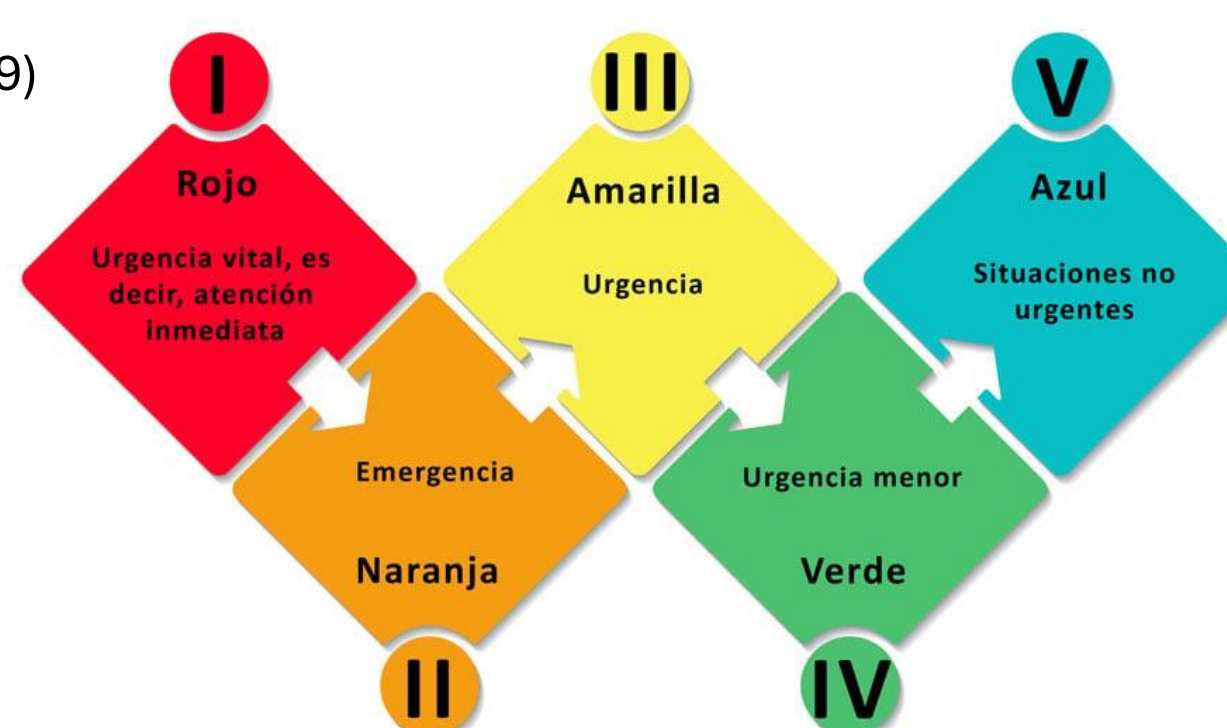 9)
I
Rojo
Urgencia vital, es
decir, atención
inmediata
Emergencia
Naranja
II
III
Amarilla
Urgencia
Urgencia menor
Verde
IV
V
Azul
Situaciones no
urgentes